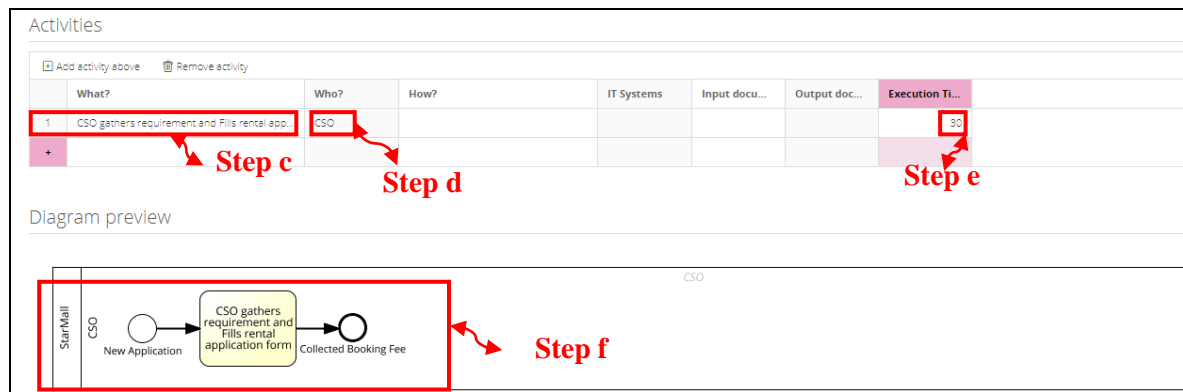 Activities
Add activity above Remove activity
What? Who? How? IT Systems Input docu... Output doc... Execution Ti...
1 CSO gathers requirement and Fills rental app... CSO 30
+
Step c
Step d
Step e
Diagram preview
CSO
StarMall
CSO
New Application
CSO gathers
requirement and
Fills rental
application form
Collected Booking Fee
Step f